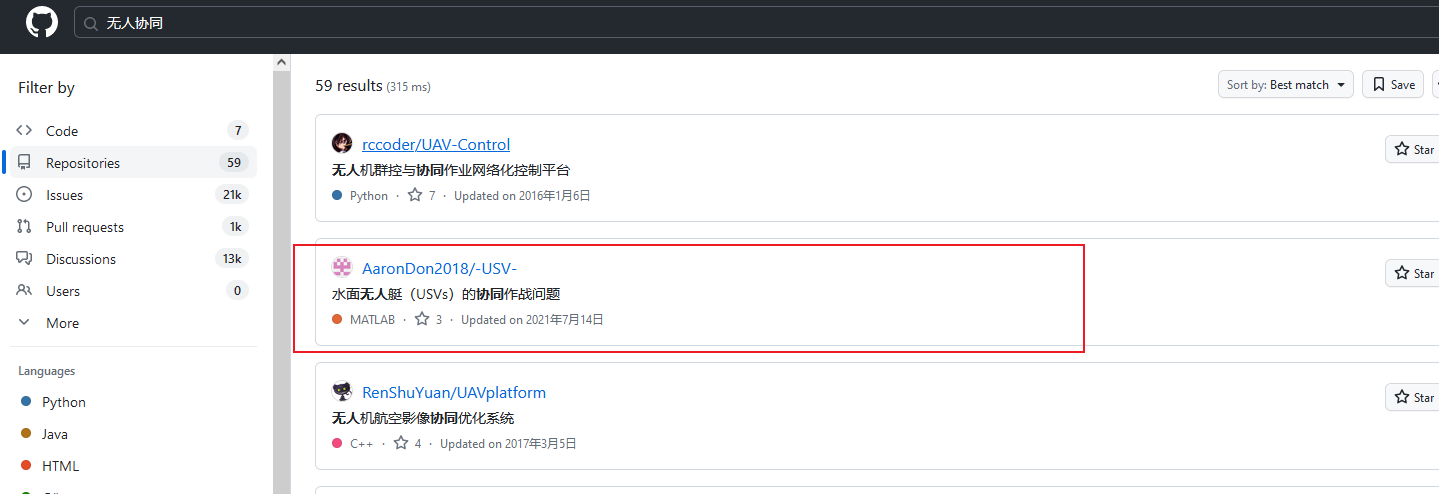 无人协同
Filter by
Code 7
Repositories 59
Issues 21k
Pull requests 1k
Discussions 13k
Users 0
More
Languages
Python
Java
HTML
59 results (315 ms)
Sort by: Best match
Save
rccoder/UAV-Control
Star
无人机群控与协同作业网络化控制平台
Python · 7 · Updated on 2016年1月6日
AaronDon2018/-USV-
Star
水面无人艇（USVs）的协同作战问题
MATLAB · 3 · Updated on 2021年7月14日
RenShuYuan/UAVplatform
Star
无人机航空影像协同优化系统
C++ · 4 · Updated on 2017年3月5日